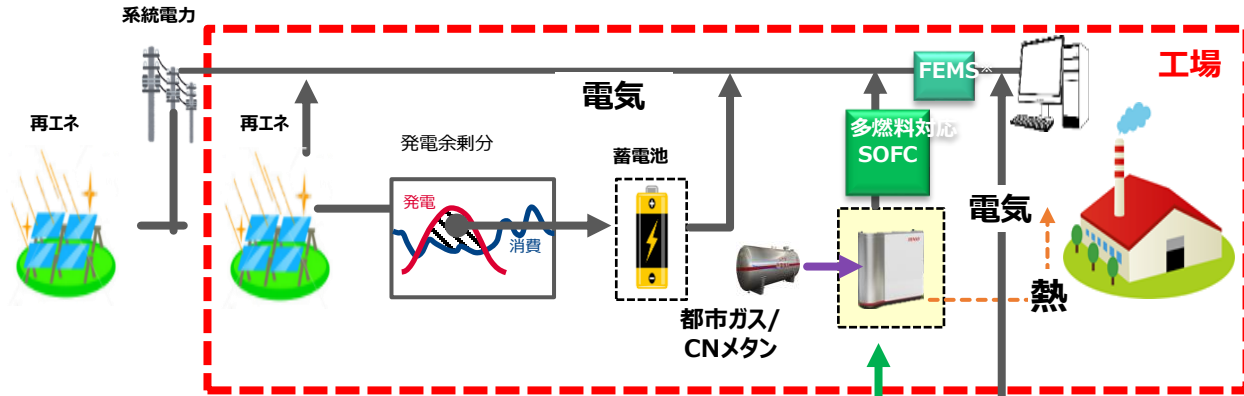 系統電力
工場
FEMS※
電気
再エネ
再エネ
発電余剰分
蓄電池
多燃料対応
SOFC
発電
消費
電気
都市ガス/
CNメタン
熱